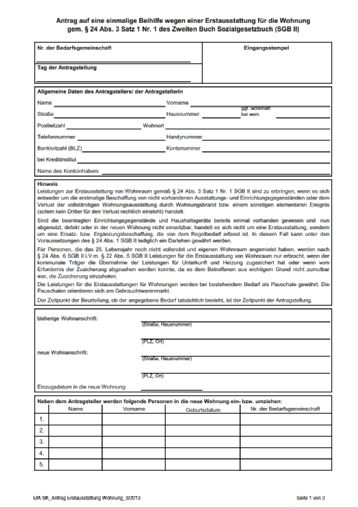 Antrag auf eine einmalige Beihilfe wegen einer Erstausstattung für die Wohnung
gem. § 24 Abs. 3 Satz 1 Nr. 1 des Zweiten Buch Sozialgesetzbuch (SGB II)
Nr. der Bedarfsgemeinschaft
Eingangsstempel
Tag der Antragstellung
Allgemeine Daten des Antragstellers/ der Antragstellerin
Name
Vorname
Straße
Hausnummer
ggf. wohnhaft
bei wem:
Postleitzahl
Wohnort
Telefonnummer
Handynummer
Bankleitzahl (BLZ)
Kontonummer
bei Kreditinstitut
Name des Kontoinhabers
Hinweis
Leistungen zur Erstausstattung von Wohnraum gemäß § 24 Abs. 3 Satz 1 Nr. 1 SGB II sind zu erbringen, wenn es sich
entweder um die erstmalige Beschaffung von nicht vorhandenen Ausstattungs- und Einrichtungsgegenständen oder dem
Verlust der vollständigen Wohnungsausstattung durch Wohnungsbrand bzw. einem sonstigen elementaren Ereignis
(sofern kein Dritter für den Verlust rechtlich einsteht) handelt.
Sind die beantragten Einrichtungsgegenstände und Haushaltsgeräte bereits einmal vorhanden gewesen und nun
abgenutzt, defekt oder in der neuen Wohnung nicht einsetzbar, handelt es sich nicht um eine Erstausstattung, sondern
um eine Ersatz- bzw. Ergänzungsbeschaffung, die von dem Regelbedarf erfasst ist. In diesem Fall kann unter den
Voraussetzungen des § 24 Abs. 1 SGB II lediglich ein Darlehen gewährt werden.
Für Personen, die das 25. Lebensjahr noch nicht vollendet und eigenen Wohnraum angemietet haben, werden nach
§ 24 Abs. 6 SGB II i.V.m. § 22 Abs. 5 SGB II Leistungen für die Erstausstattung von Wohnraum nur erbracht, wenn der
kommunale Träger die Übernahme der Leistungen für Unterkunft und Heizung zugesichert hat oder wenn vom
Erfordernis der Zusicherung abgesehen werden konnte, da es dem Betroffenen aus wichtigem Grund nicht zumutbar
war, die Zusicherung einzuholen.
Die Leistungen für die Erstausstattungen für Wohnungen werden bei bestehendem Bedarf als Pauschale gewährt. Die
Pauschalen orientieren sich am Gebrauchtwarenmarkt.
Der Zeitpunkt der Beurteilung, ob der angegebene Bedarf tatsächlich besteht, ist der Zeitpunkt der Antragstellung.
bisherige Wohnanschrift:
(Straße, Hausnummer)
(PLZ, Ort)
neue Wohnanschrift:
(Straße, Hausnummer)
(PLZ, Ort)
Einzugsdatum in die neue Wohnung:
Neben dem Antragsteller werden folgende Personen in die neue Wohnung ein- bzw. umziehen:
Name
Vorname
Geburtsdatum
Nr. der Bedarfsgemeinschaft
1.
2.
3.
4.
5.
Antrag Erstausstattung Wohnung_3/2013
Seite 1 von 2